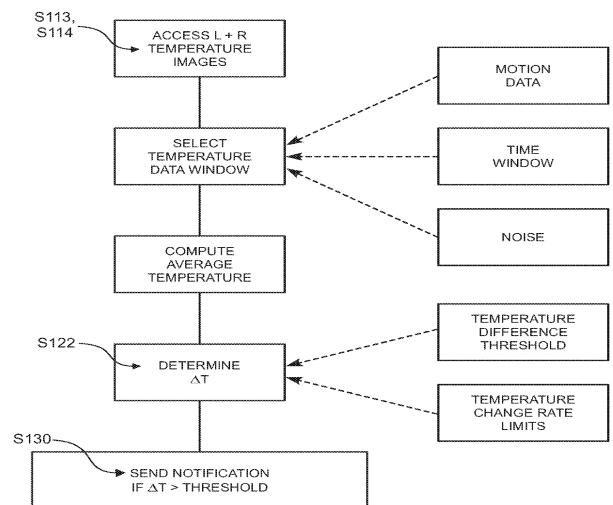 S113,
S114
ACCESS L + R
TEMPERATURE
IMAGES
MOTION
DATA
SELECT
TEMPERATURE
DATA WINDOW
TIME
WINDOW
NOISE
COMPUTE
AVERAGE
TEMPERATURE
TEMPERATURE
DIFFERENCE
THRESHOLD
S122
DETERMINE
ΔT
TEMPERATURE
CHANGE RATE
LIMITS
S130
SEND NOTIFICATION
IF ΔT > THRESHOLD